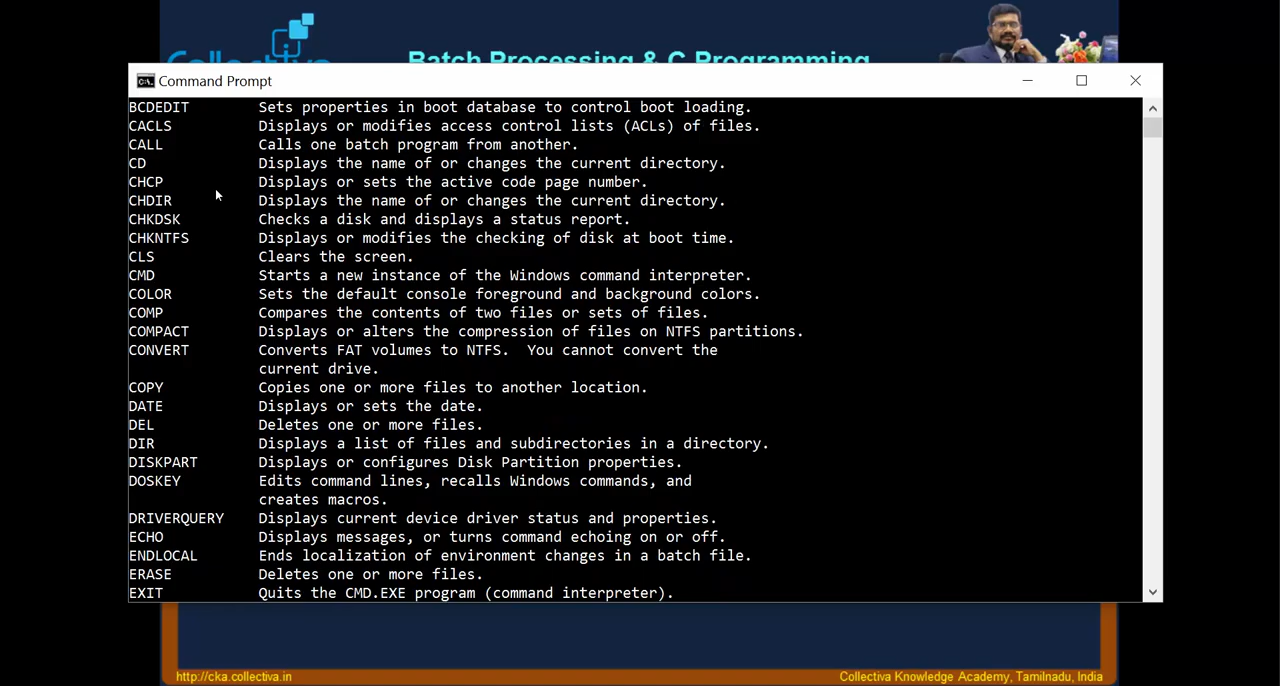 Collectiva
Batch Processing & C Programming
Command Prompt
BCDEDIT Sets properties in boot database to control boot loading.
CACLS Displays or modifies access control lists (ACLs) of files.
CALL Calls one batch program from another.
CD Displays the name of or changes the current directory.
CHCP Displays or sets the active code page number.
CHDIR Displays the name of or changes the current directory.
CHKDSK Checks a disk and displays a status report.
CHKNTFS Displays or modifies the checking of disk at boot time.
CLS Clears the screen.
CMD Starts a new instance of the Windows command interpreter.
COLOR Sets the default console foreground and background colors.
COMP Compares the contents of two files or sets of files.
COMPACT Displays or alters the compression of files on NTFS partitions.
CONVERT Converts FAT volumes to NTFS. You cannot convert the
current drive.
COPY Copies one or more files to another location.
DATE Displays or sets the date.
DEL Deletes one or more files.
DIR Displays a list of files and subdirectories in a directory.
DISKPART Displays or configures Disk Partition properties.
DOSKEY Edits command lines, recalls Windows commands, and
creates macros.
DRIVERQUERY Displays current device driver status and properties.
ECHO Displays messages, or turns command echoing on or off.
ENDLOCAL Ends localization of environment changes in a batch file.
ERASE Deletes one or more files.
EXIT Quits the CMD.EXE program (command interpreter).
http://cka.collectiva.in
Collectiva Knowledge Academy, Tamilnadu, India